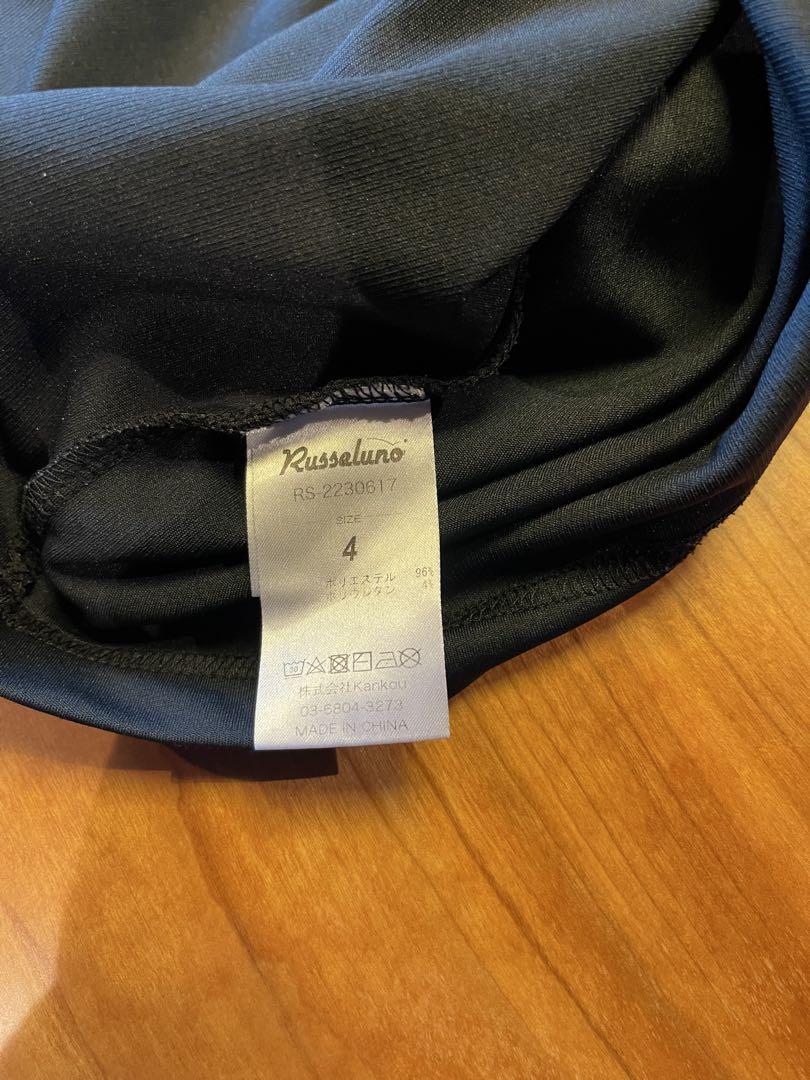 Russeluno
RS-2230617
SIZE
4
ポリエステル 96%
ポリウレタン 4%
30
株式会社Kankou
03-6804-3273
MADE IN CHINA